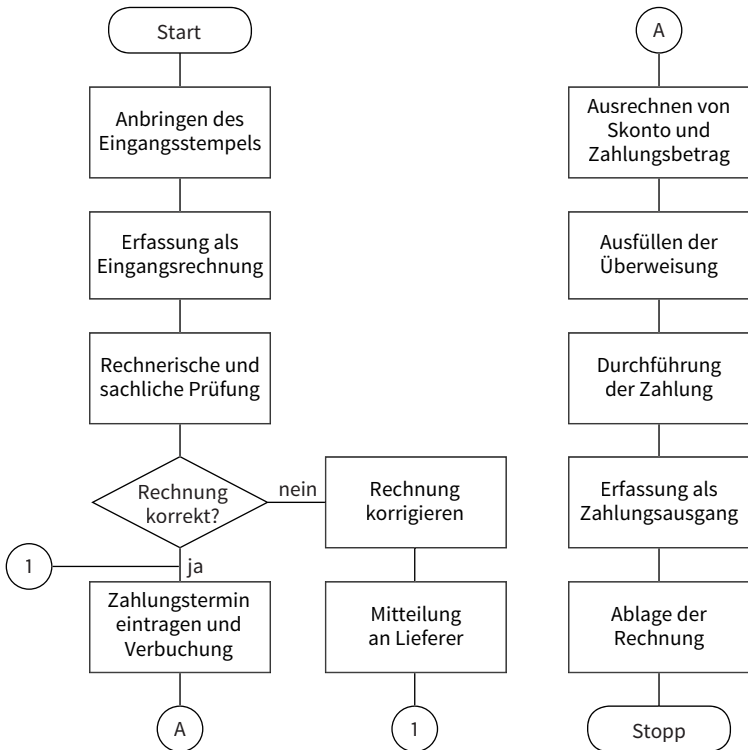 Start
Anbringen des
Eingangsstempels
Erfassung als
Eingangsrechnung
Rechnerische und
sachliche Prüfung
Rechnung
korrekt?
nein
Rechnung
korrigieren
1
ja
Zahlungstermin
eintragen und
Verbuchung
Mitteilung
an Lieferer
A
1
A
Ausrechnen von
Skonto und
Zahlungsbetrag
Ausfüllen der
Überweisung
Durchführung
der Zahlung
Erfassung als
Zahlungsausgang
Ablage der
Rechnung
Stopp